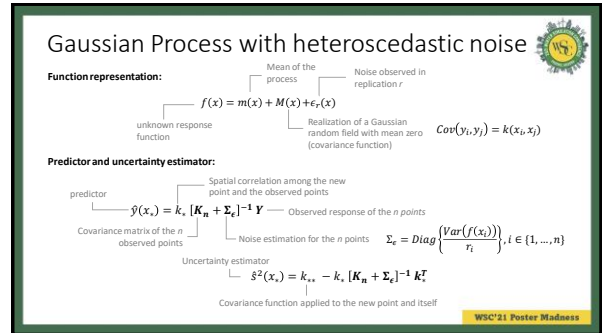 Gaussian Process with heteroscedastic noise
WSC
Function representation:
Mean of the process
Noise observed in replication r
f(x) = m(x) + M(x) + ϵ_r(x)
unknown response function
Realization of a Gaussian random field with mean zero (covariance function)
Cov(y_i, y_j) = k(x_i, x_j)
Predictor and uncertainty estimator:
Spatial correlation among the new point and the observed points
predictor
ŷ(x_*) = k_* [K_n + Σ_ϵ]^{-1} Y
Observed response of the n points
Covariance matrix of the n observed points
Noise estimation for the n points
Σ_ϵ = Diag{Var(f(x_i))/r_i}, i ∈ {1, …, n}
Uncertainty estimator
ŝ²(x_*) = k_{**} − k_* [K_n + Σ_ϵ]^{-1} k_*^T
Covariance function applied to the new point and itself
WSC'21 Poster Madness